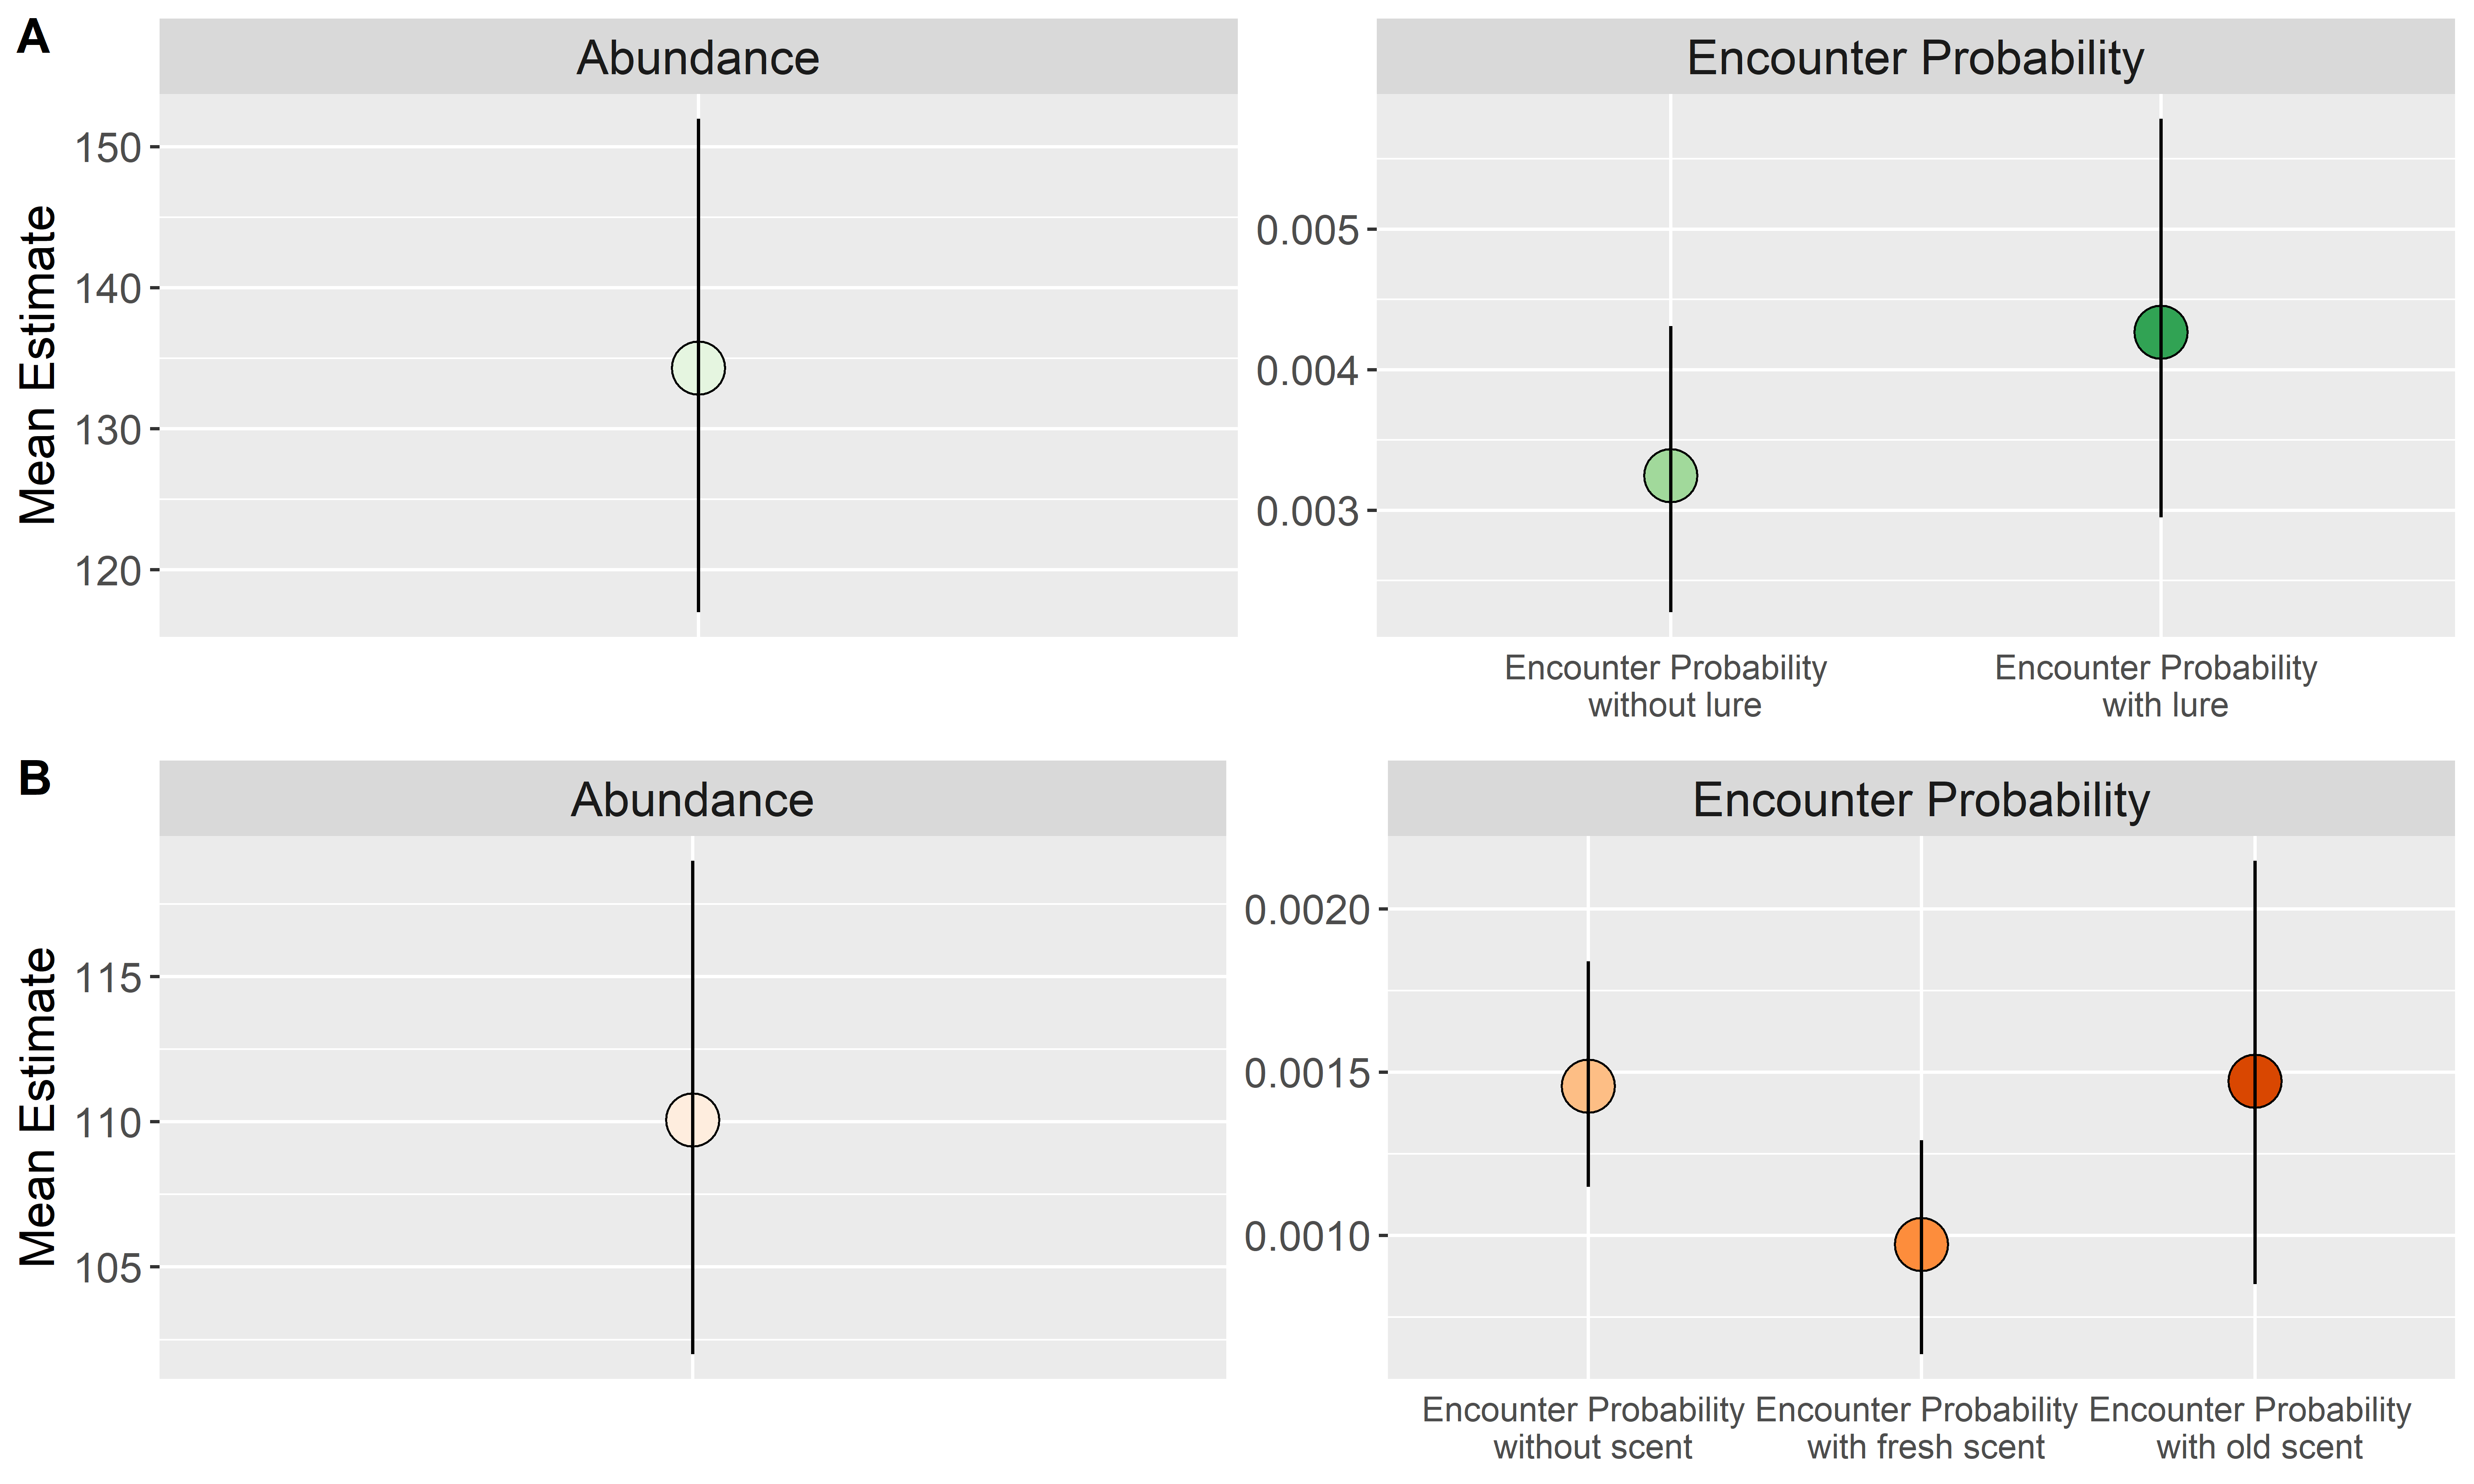 A
Abundance
Encounter Probability
Mean Estimate
150
140
130
120
0.005
0.004
0.003
Encounter Probability
without lure
Encounter Probability
with lure
B
Abundance
Encounter Probability
Mean Estimate
115
110
105
0.0020
0.0015
0.0010
Encounter Probability
without scent
Encounter Probability
with fresh scent
Encounter Probability
with old scent